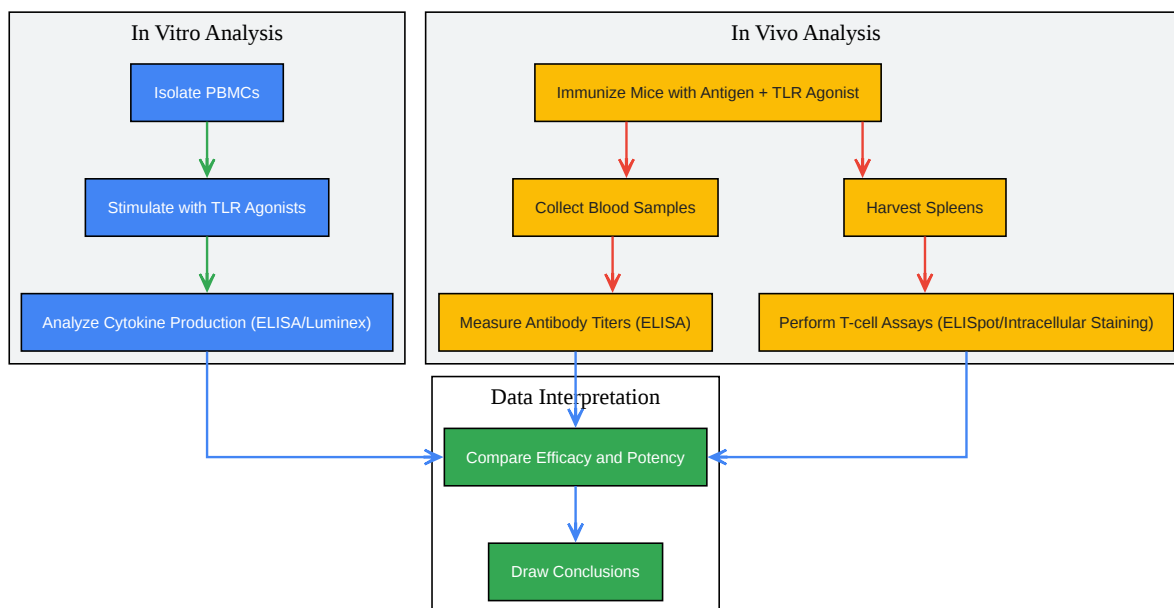 In Vitro Analysis
Isolate PBMCs
Stimulate with TLR Agonists
Analyze Cytokine Production (ELISA/Luminex)
In Vivo Analysis
Immunize Mice with Antigen + TLR Agonist
Collect Blood Samples
Harvest Spleens
Measure Antibody Titers (ELISA)
Perform T-cell Assays (ELISpot/Intracellular Staining)
Data Interpretation
Compare Efficacy and Potency
Draw Conclusions